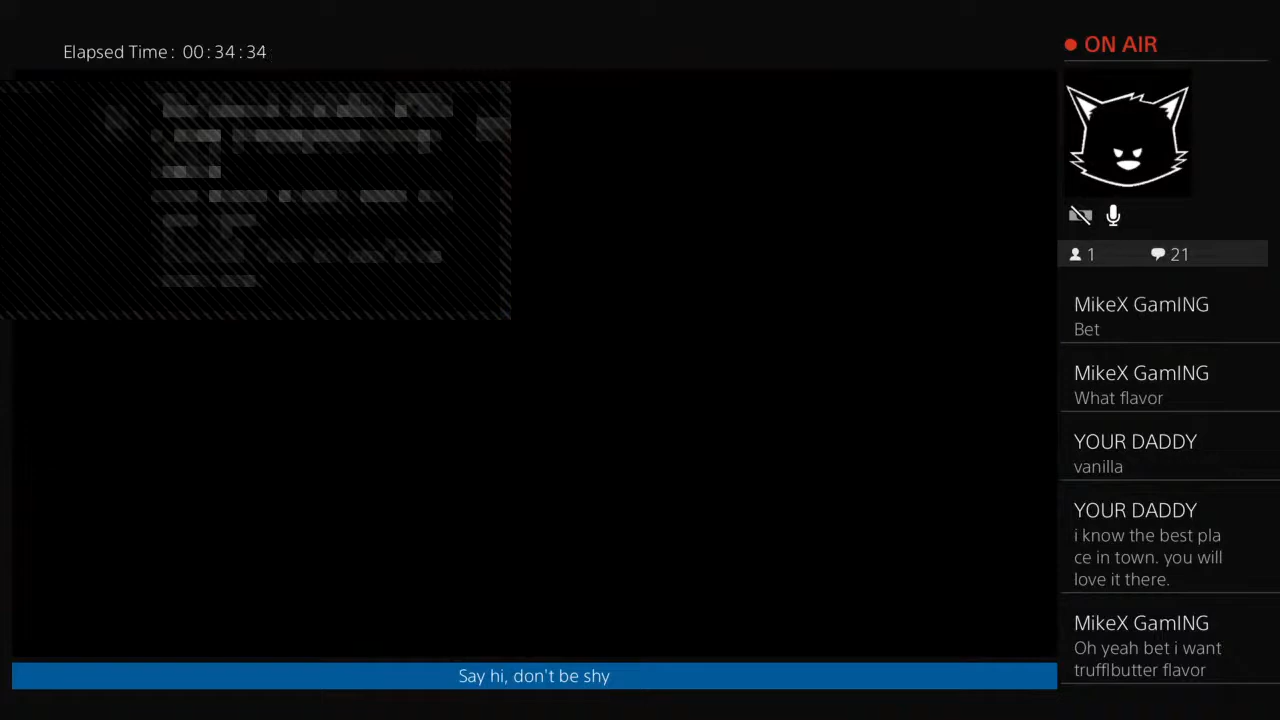 Elapsed Time: 00:34:34
ON AIR
1 21
MikeX GamING
Bet
MikeX GamING
What flavor
YOUR DADDY
vanilla
YOUR DADDY
i know the best pla
ce in town. you will
love it there.
MikeX GamING
Oh yeah bet i want
trufflbutter flavor
Say hi, don't be shy